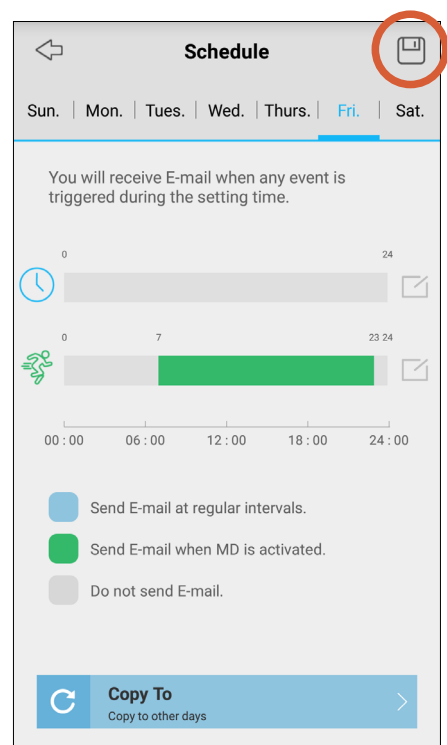 Schedule
Sun. Mon. Tues. Wed. Thurs. Fri. Sat.
You will receive E-mail when any event is
triggered during the setting time.
0 24
0 7 23 24
00 : 00 06 : 00 12 : 00 18 : 00 24 : 00
Send E-mail at regular intervals.
Send E-mail when MD is activated.
Do not send E-mail.
Copy To
Copy to other days